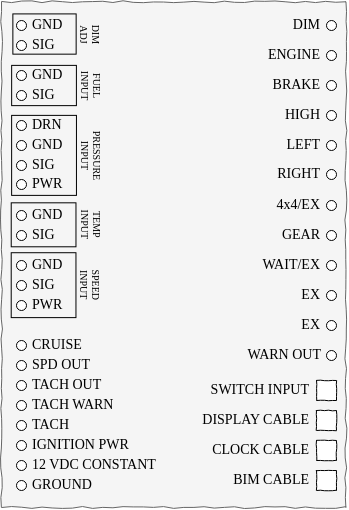 GND
SIG
DIM
ADJ
GND
SIG
FUEL
INPUT
DRN
GND
SIG
PWR
PRESSURE
INPUT
GND
SIG
TEMP
INPUT
GND
SIG
PWR
SPEED
INPUT
CRUISE
SPD OUT
TACH OUT
TACH WARN
TACH
IGNITION PWR
12 VDC CONSTANT
GROUND
DIM
ENGINE
BRAKE
HIGH
LEFT
RIGHT
4x4/EX
GEAR
WAIT/EX
EX
EX
WARN OUT
SWITCH INPUT
DISPLAY CABLE
CLOCK CABLE
BIM CABLE